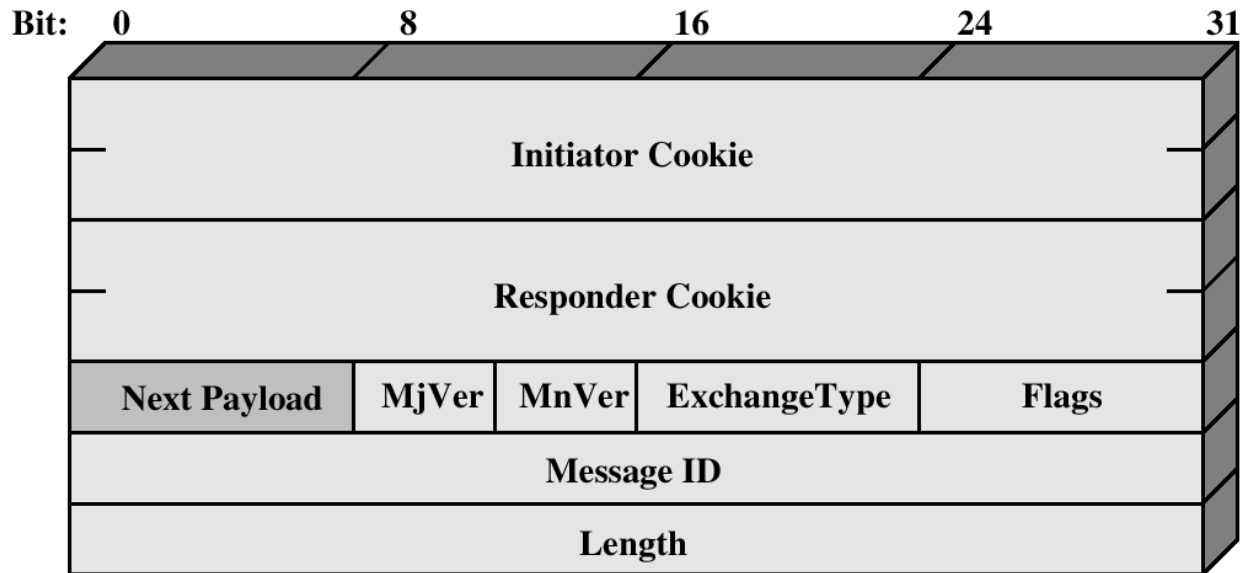 Bit: 0 8 16 24 31
Initiator Cookie
Responder Cookie
Next Payload MjVer MnVer ExchangeType Flags
Message ID
Length